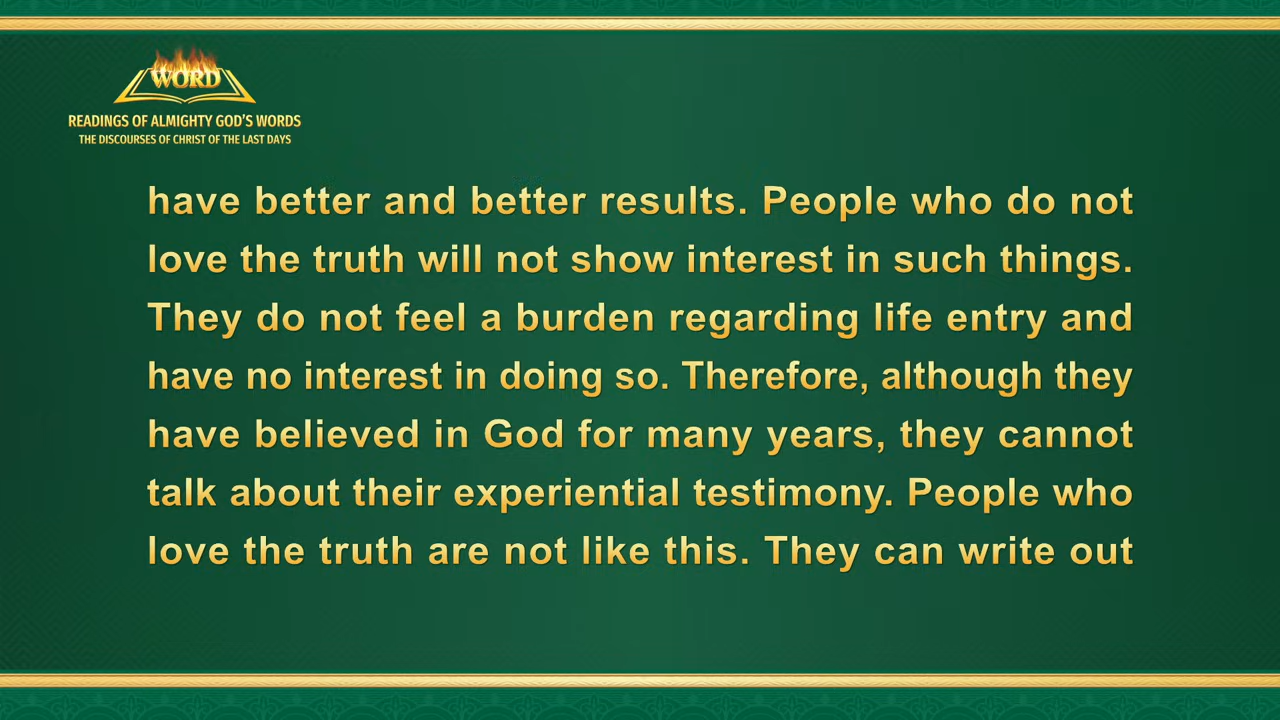 WORD
READINGS OF ALMIGHTY GOD'S WORDS
THE DISCOURSES OF CHRIST OF THE LAST DAYS
have better and better results. People who do not
love the truth will not show interest in such things.
They do not feel a burden regarding life entry and
have no interest in doing so. Therefore, although they
have believed in God for many years, they cannot
talk about their experiential testimony. People who
love the truth are not like this. They can write out